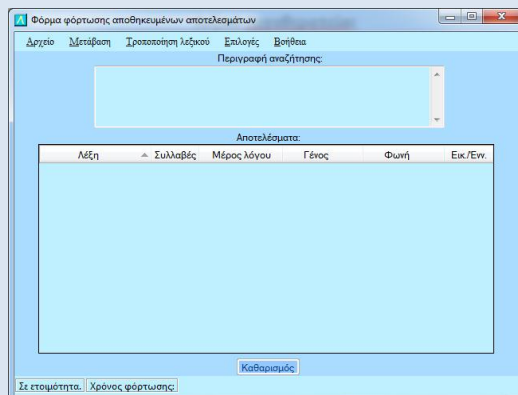 Φόρμα φόρτωσης αποθηκευμένων αποτελεσμάτων
Αρχείο Μετάβαση Τροποποίηση λεξικού Επιλογές Βοήθεια
Περιγραφή αναζήτησης:
Αποτελέσματα:
Λέξη Συλλαβές Μέρος λόγου Γένος Φωνή Εικ./Ενν.
Καθαρισμός
Σε ετοιμότητα. Χρόνος φόρτωσης: